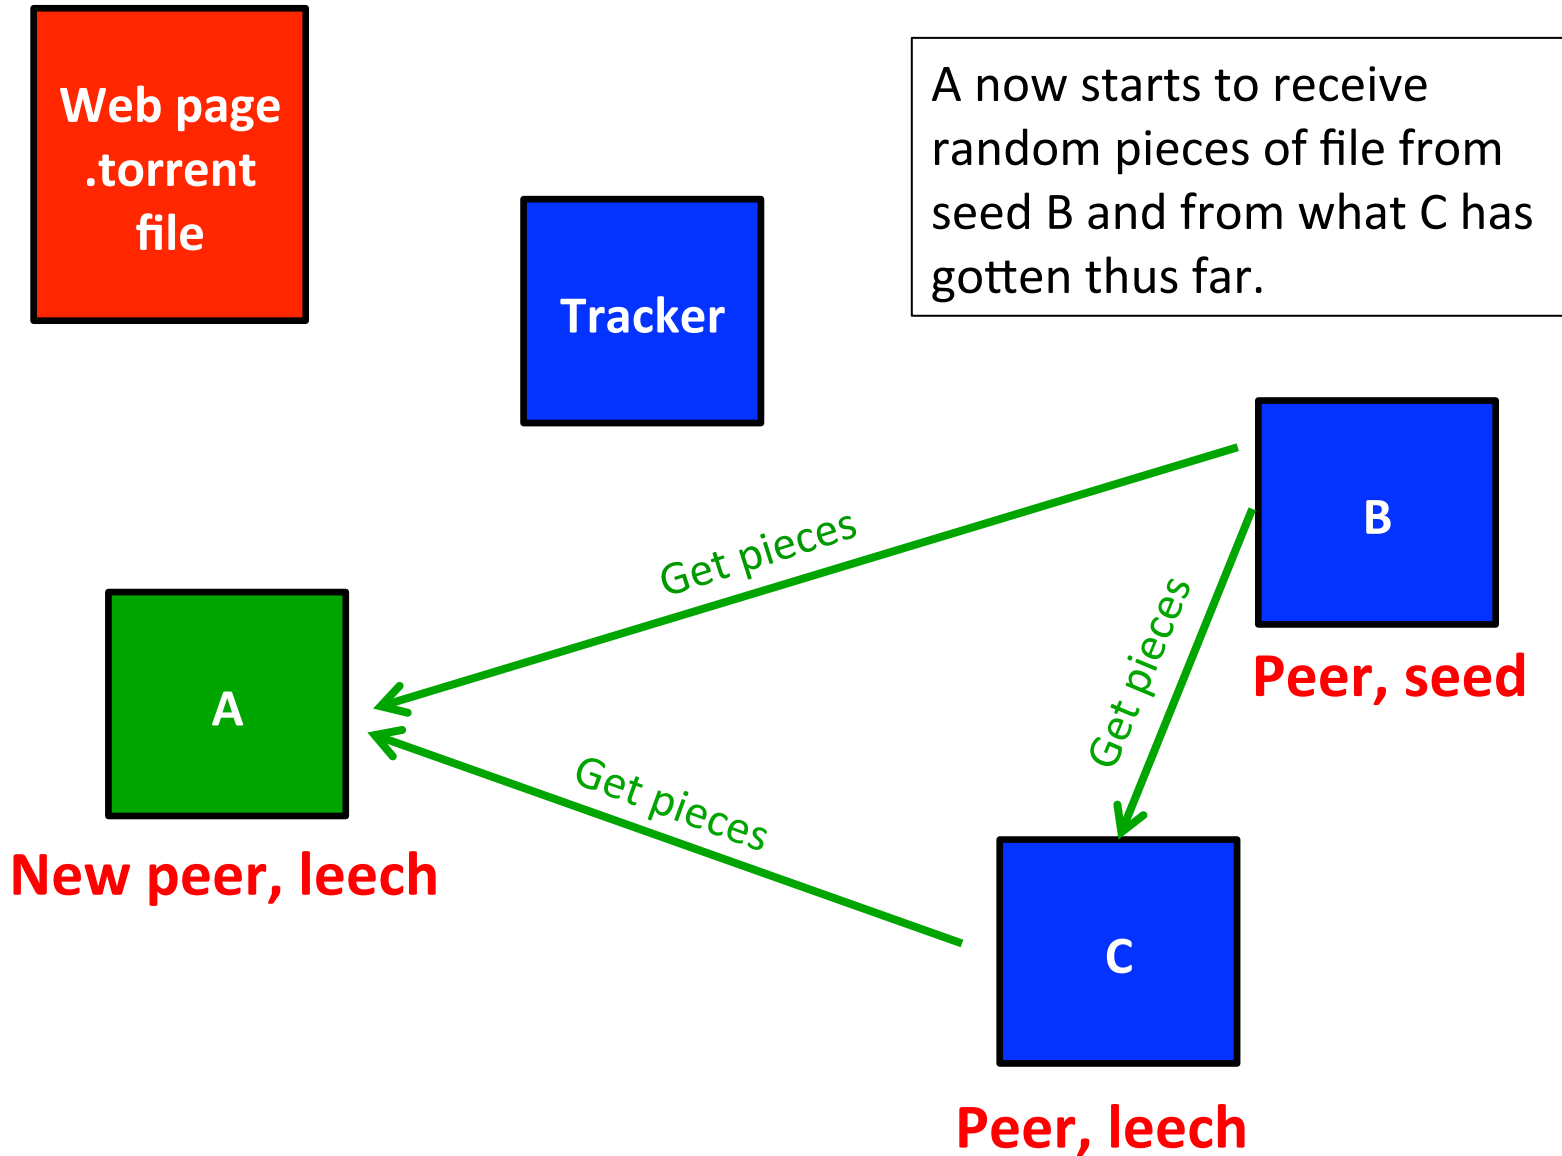 Web page
.torrent
file
A now starts to receive
random pieces of file from
seed B and from what C has
gotten thus far.
Tracker
B
Get pieces
Get pieces
Peer, seed
A
Get pieces
New peer, leech
C
Peer, leech